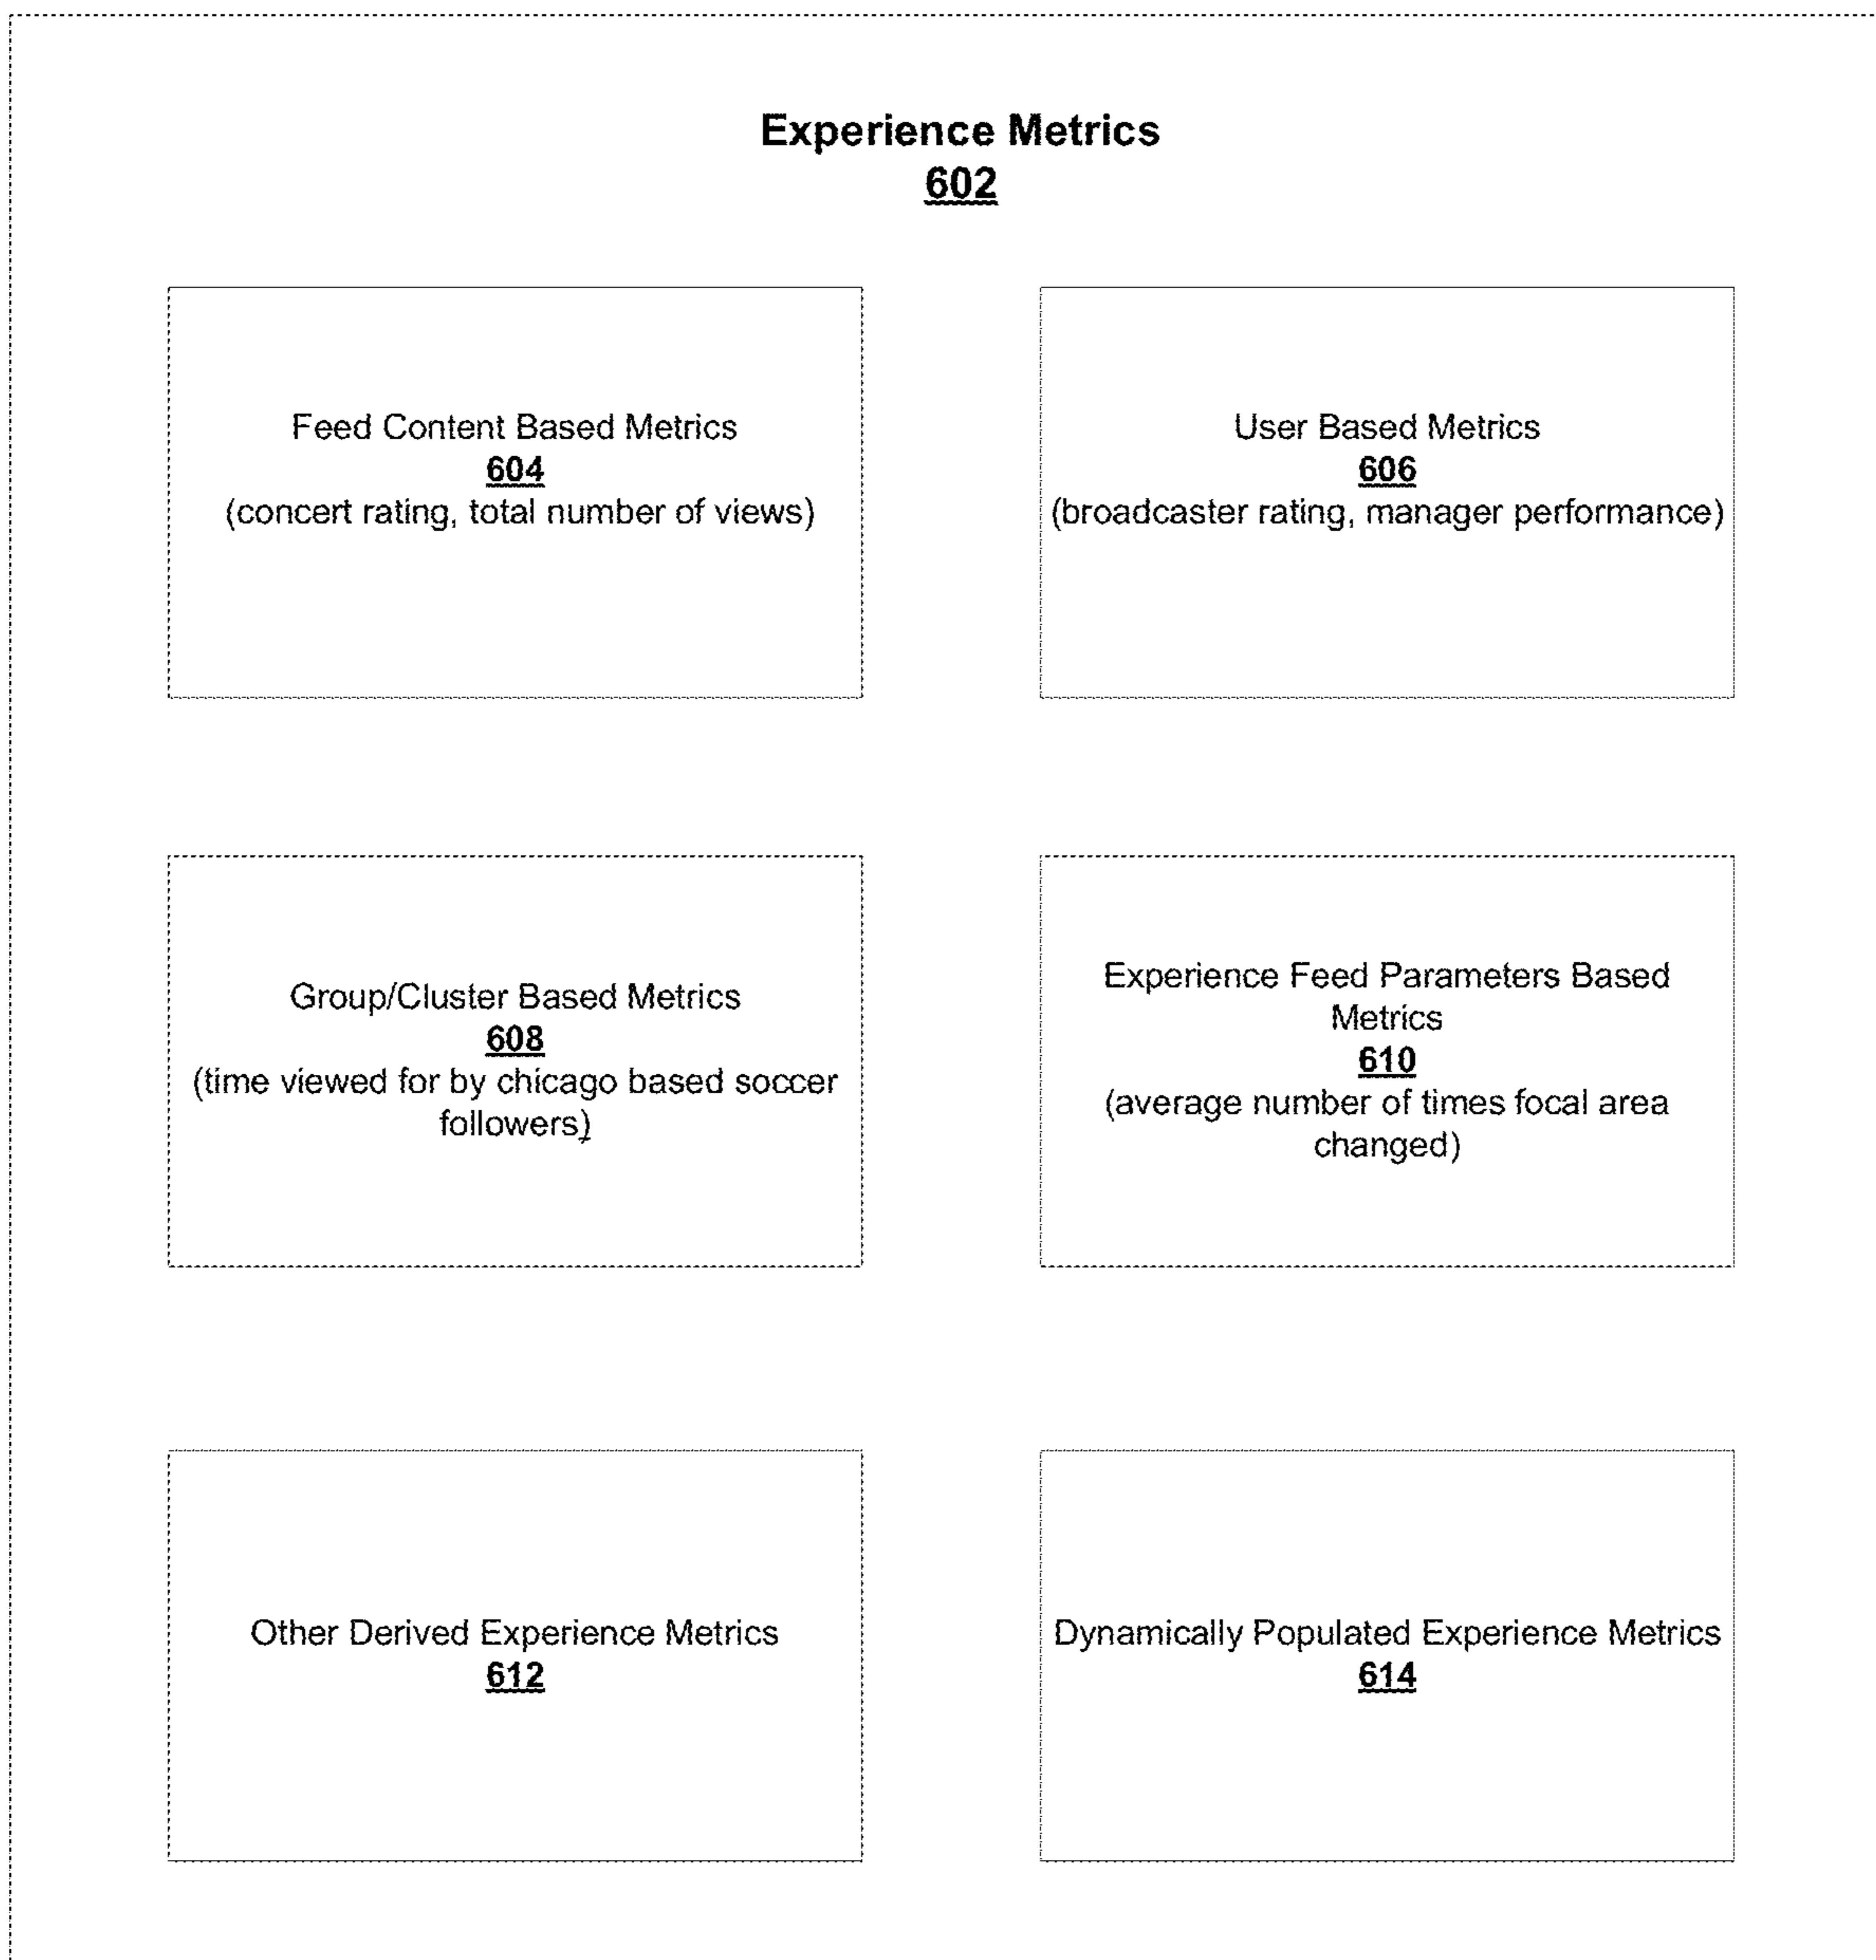 Experience Metrics
602
Feed Content Based Metrics
604
(concert rating, total number of views)
User Based Metrics
606
(broadcaster rating, manager performance)
Group/Cluster Based Metrics
608
(time viewed for by chicago based soccer
followers)
Experience Feed Parameters Based
Metrics
610
(average number of times focal area
changed)
Other Derived Experience Metrics
612
Dynamically Populated Experience Metrics
614